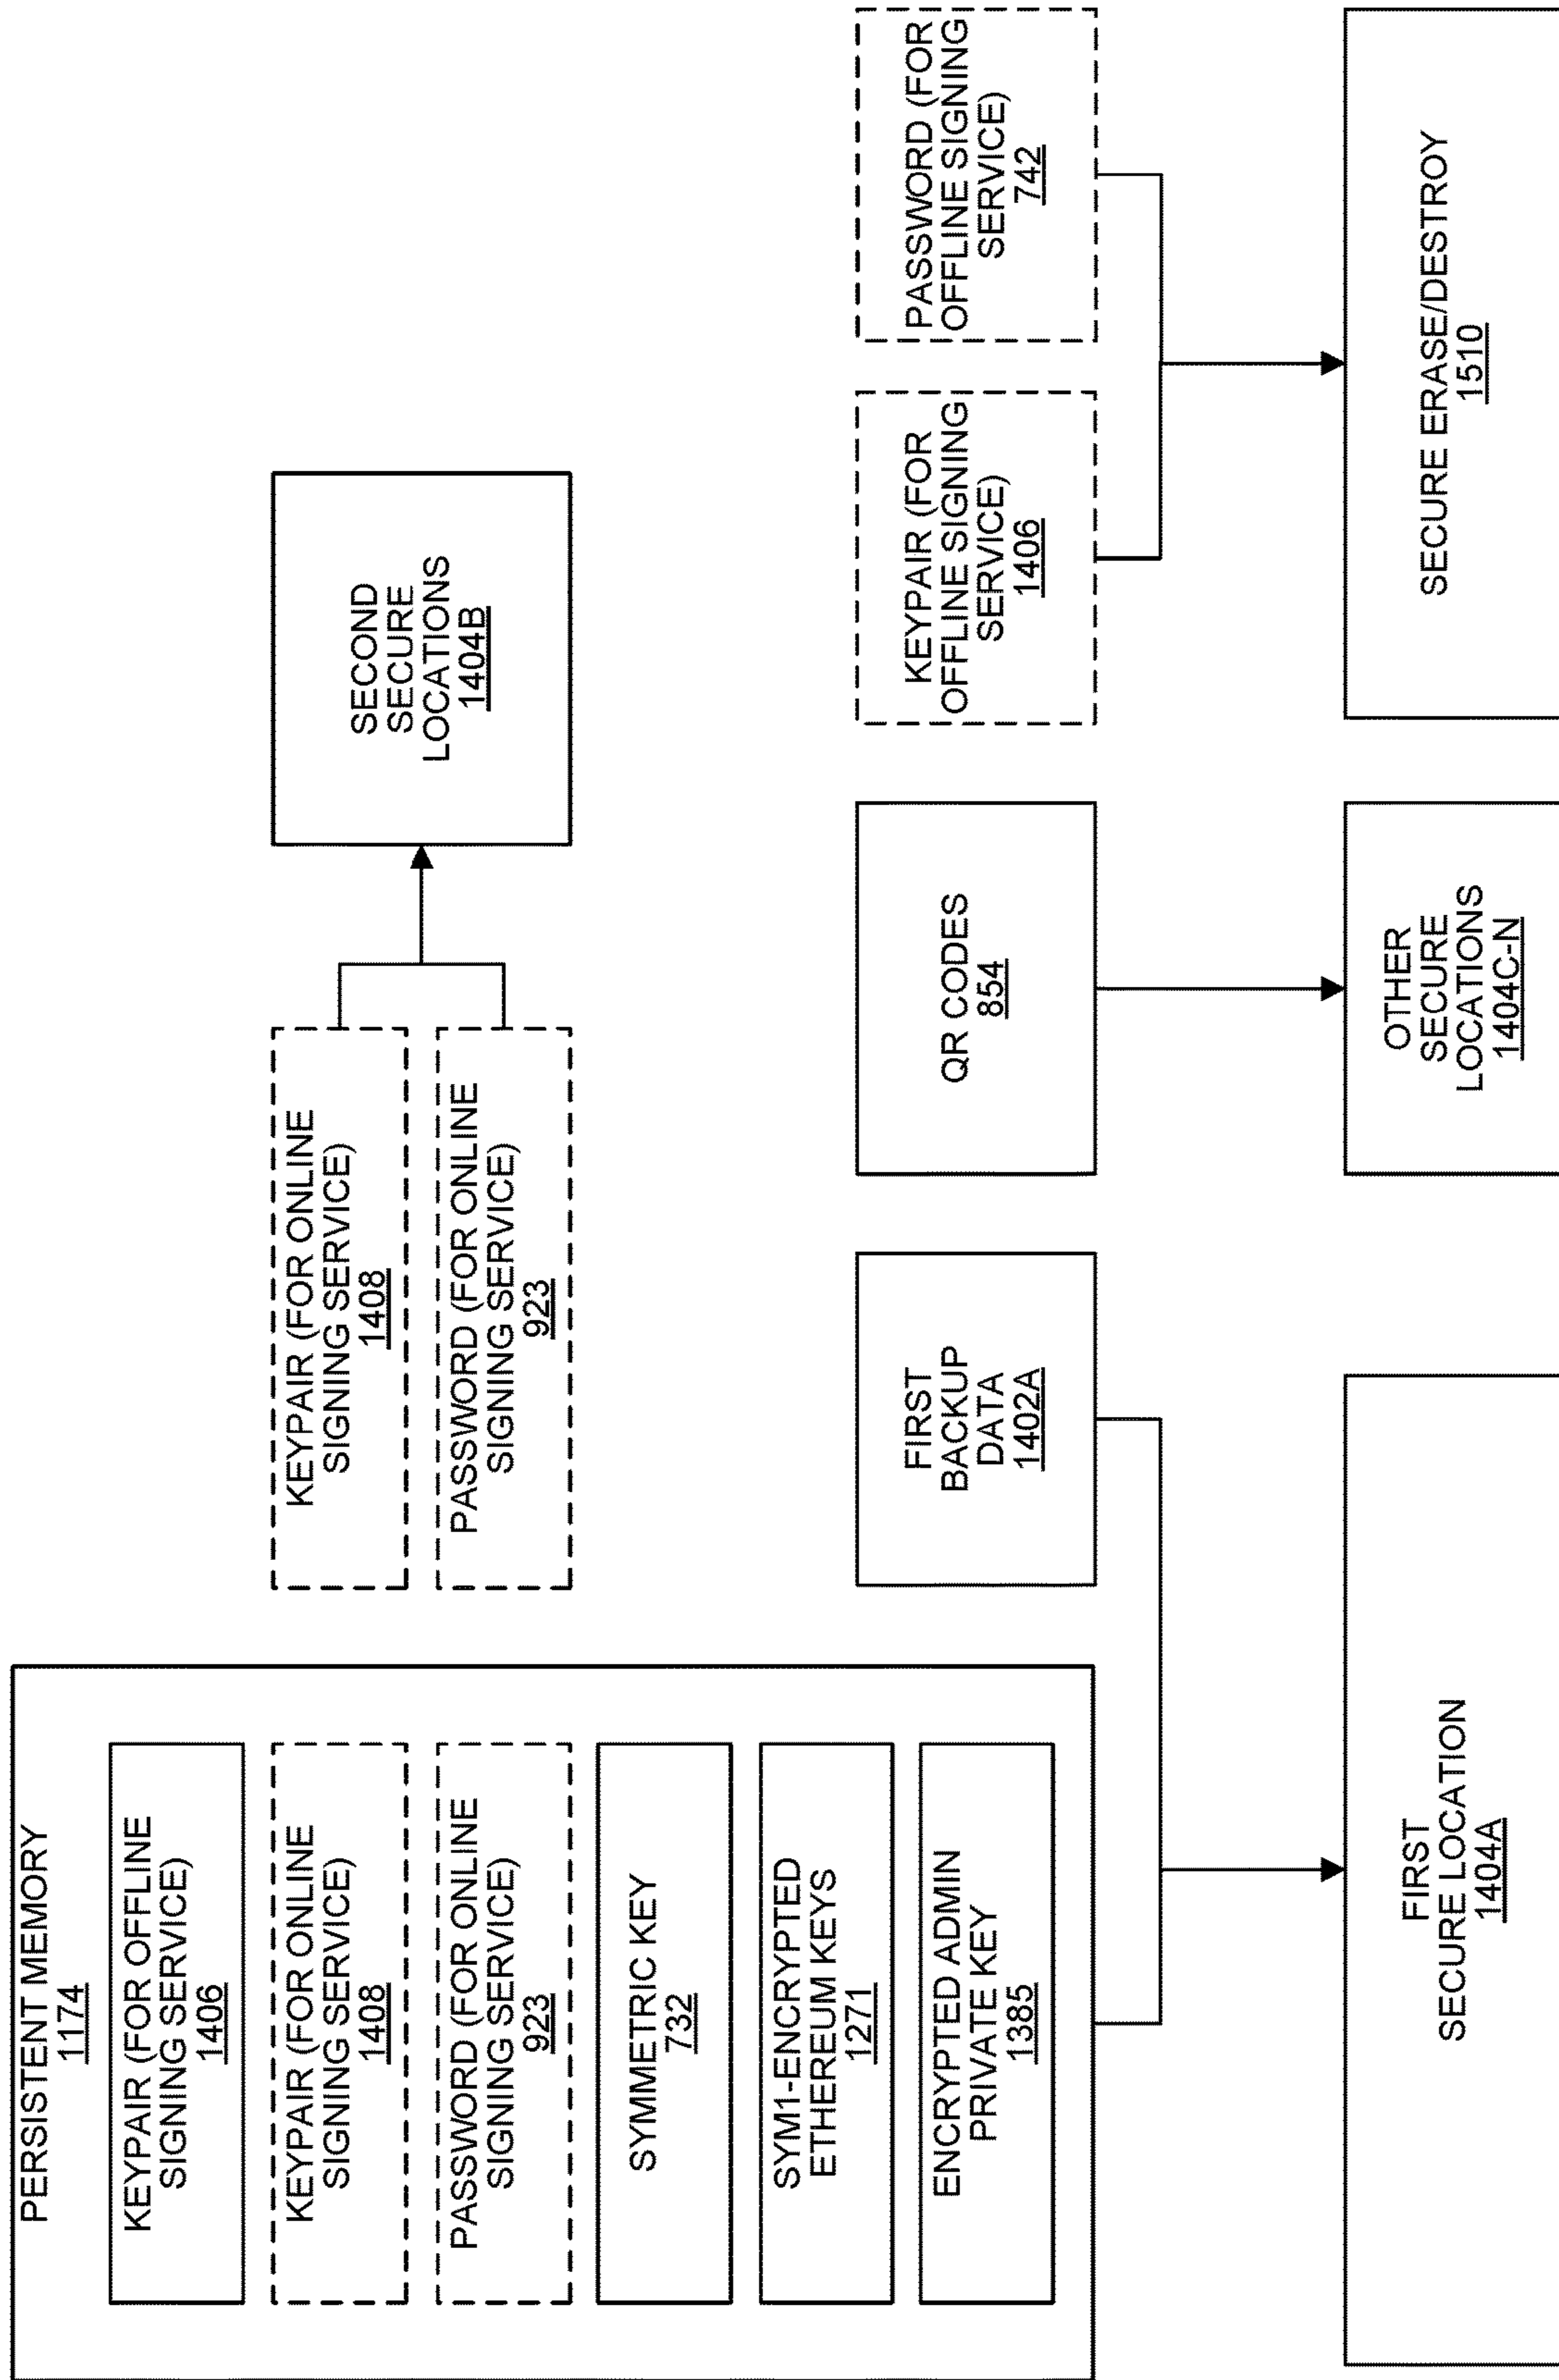 PERSISTENT MEMORY
1174
KEYPAIR (FOR OFFLINE
SIGNING SERVICE)
1406
KEYPAIR (FOR ONLINE
SIGNING SERVICE)
1408
PASSWORD (FOR ONLINE
SIGNING SERVICE)
923
SYMMETRIC KEY
732
SYM1-ENCRYPTED
ETHEREUM KEYS
1271
ENCRYPTED ADMIN
PRIVATE KEY
1385
KEYPAIR (FOR ONLINE
SIGNING SERVICE)
1408
PASSWORD (FOR ONLINE
SIGNING SERVICE)
923
SECOND
SECURE
LOCATIONS
1404B
FIRST
BACKUP
DATA
1402A
QR CODES
854
KEYPAIR (FOR
OFFLINE SIGNING
SERVICE)
1406
PASSWORD (FOR
OFFLINE SIGNING
SERVICE)
742
FIRST
SECURE LOCATION
1404A
OTHER
SECURE
LOCATIONS
1404C-N
SECURE ERASE/DESTROY
1510